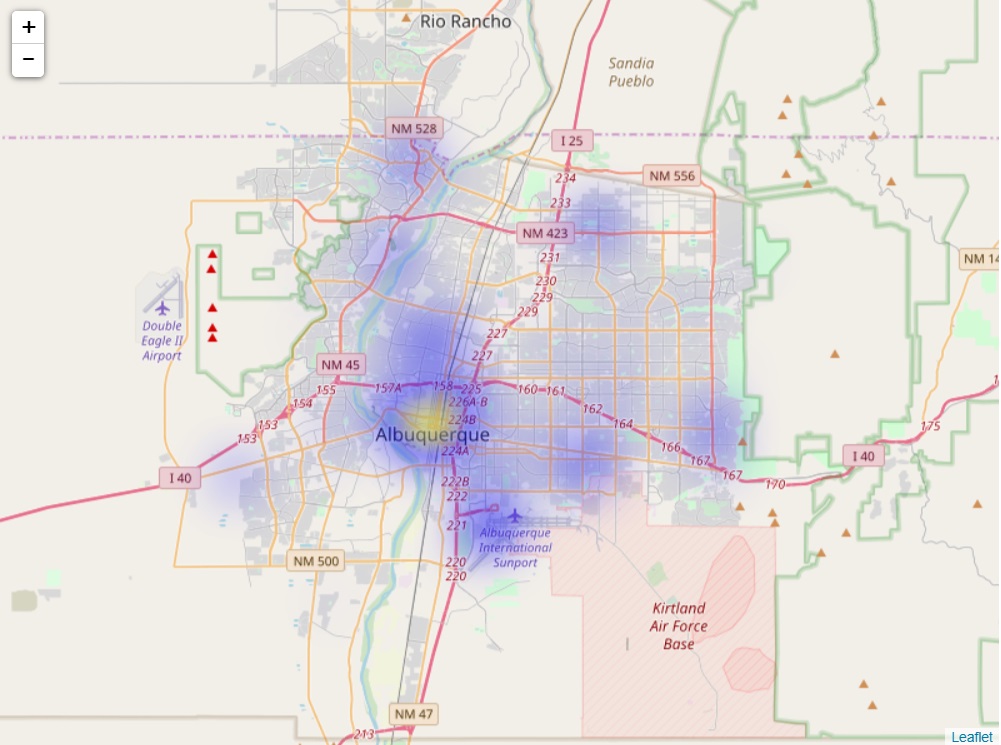 +
Rio Rancho
−
Sandia
Pueblo
NM 528
I 25
234
NM 556
233
NM 423
231
NM 14
230
229
229
Double
Eagle II
Airport
227
227
NM 45
155
157A
158
225
160
161
154
226A-B
162
153
224B
164
175
153
Albuquerque
224A
166
167
I 40
167
I 40
222B
170
222
221
Albuquerque
International
Sunport
NM 500
220
220
Kirtland
Air Force
Base
NM 47
213
Leaflet